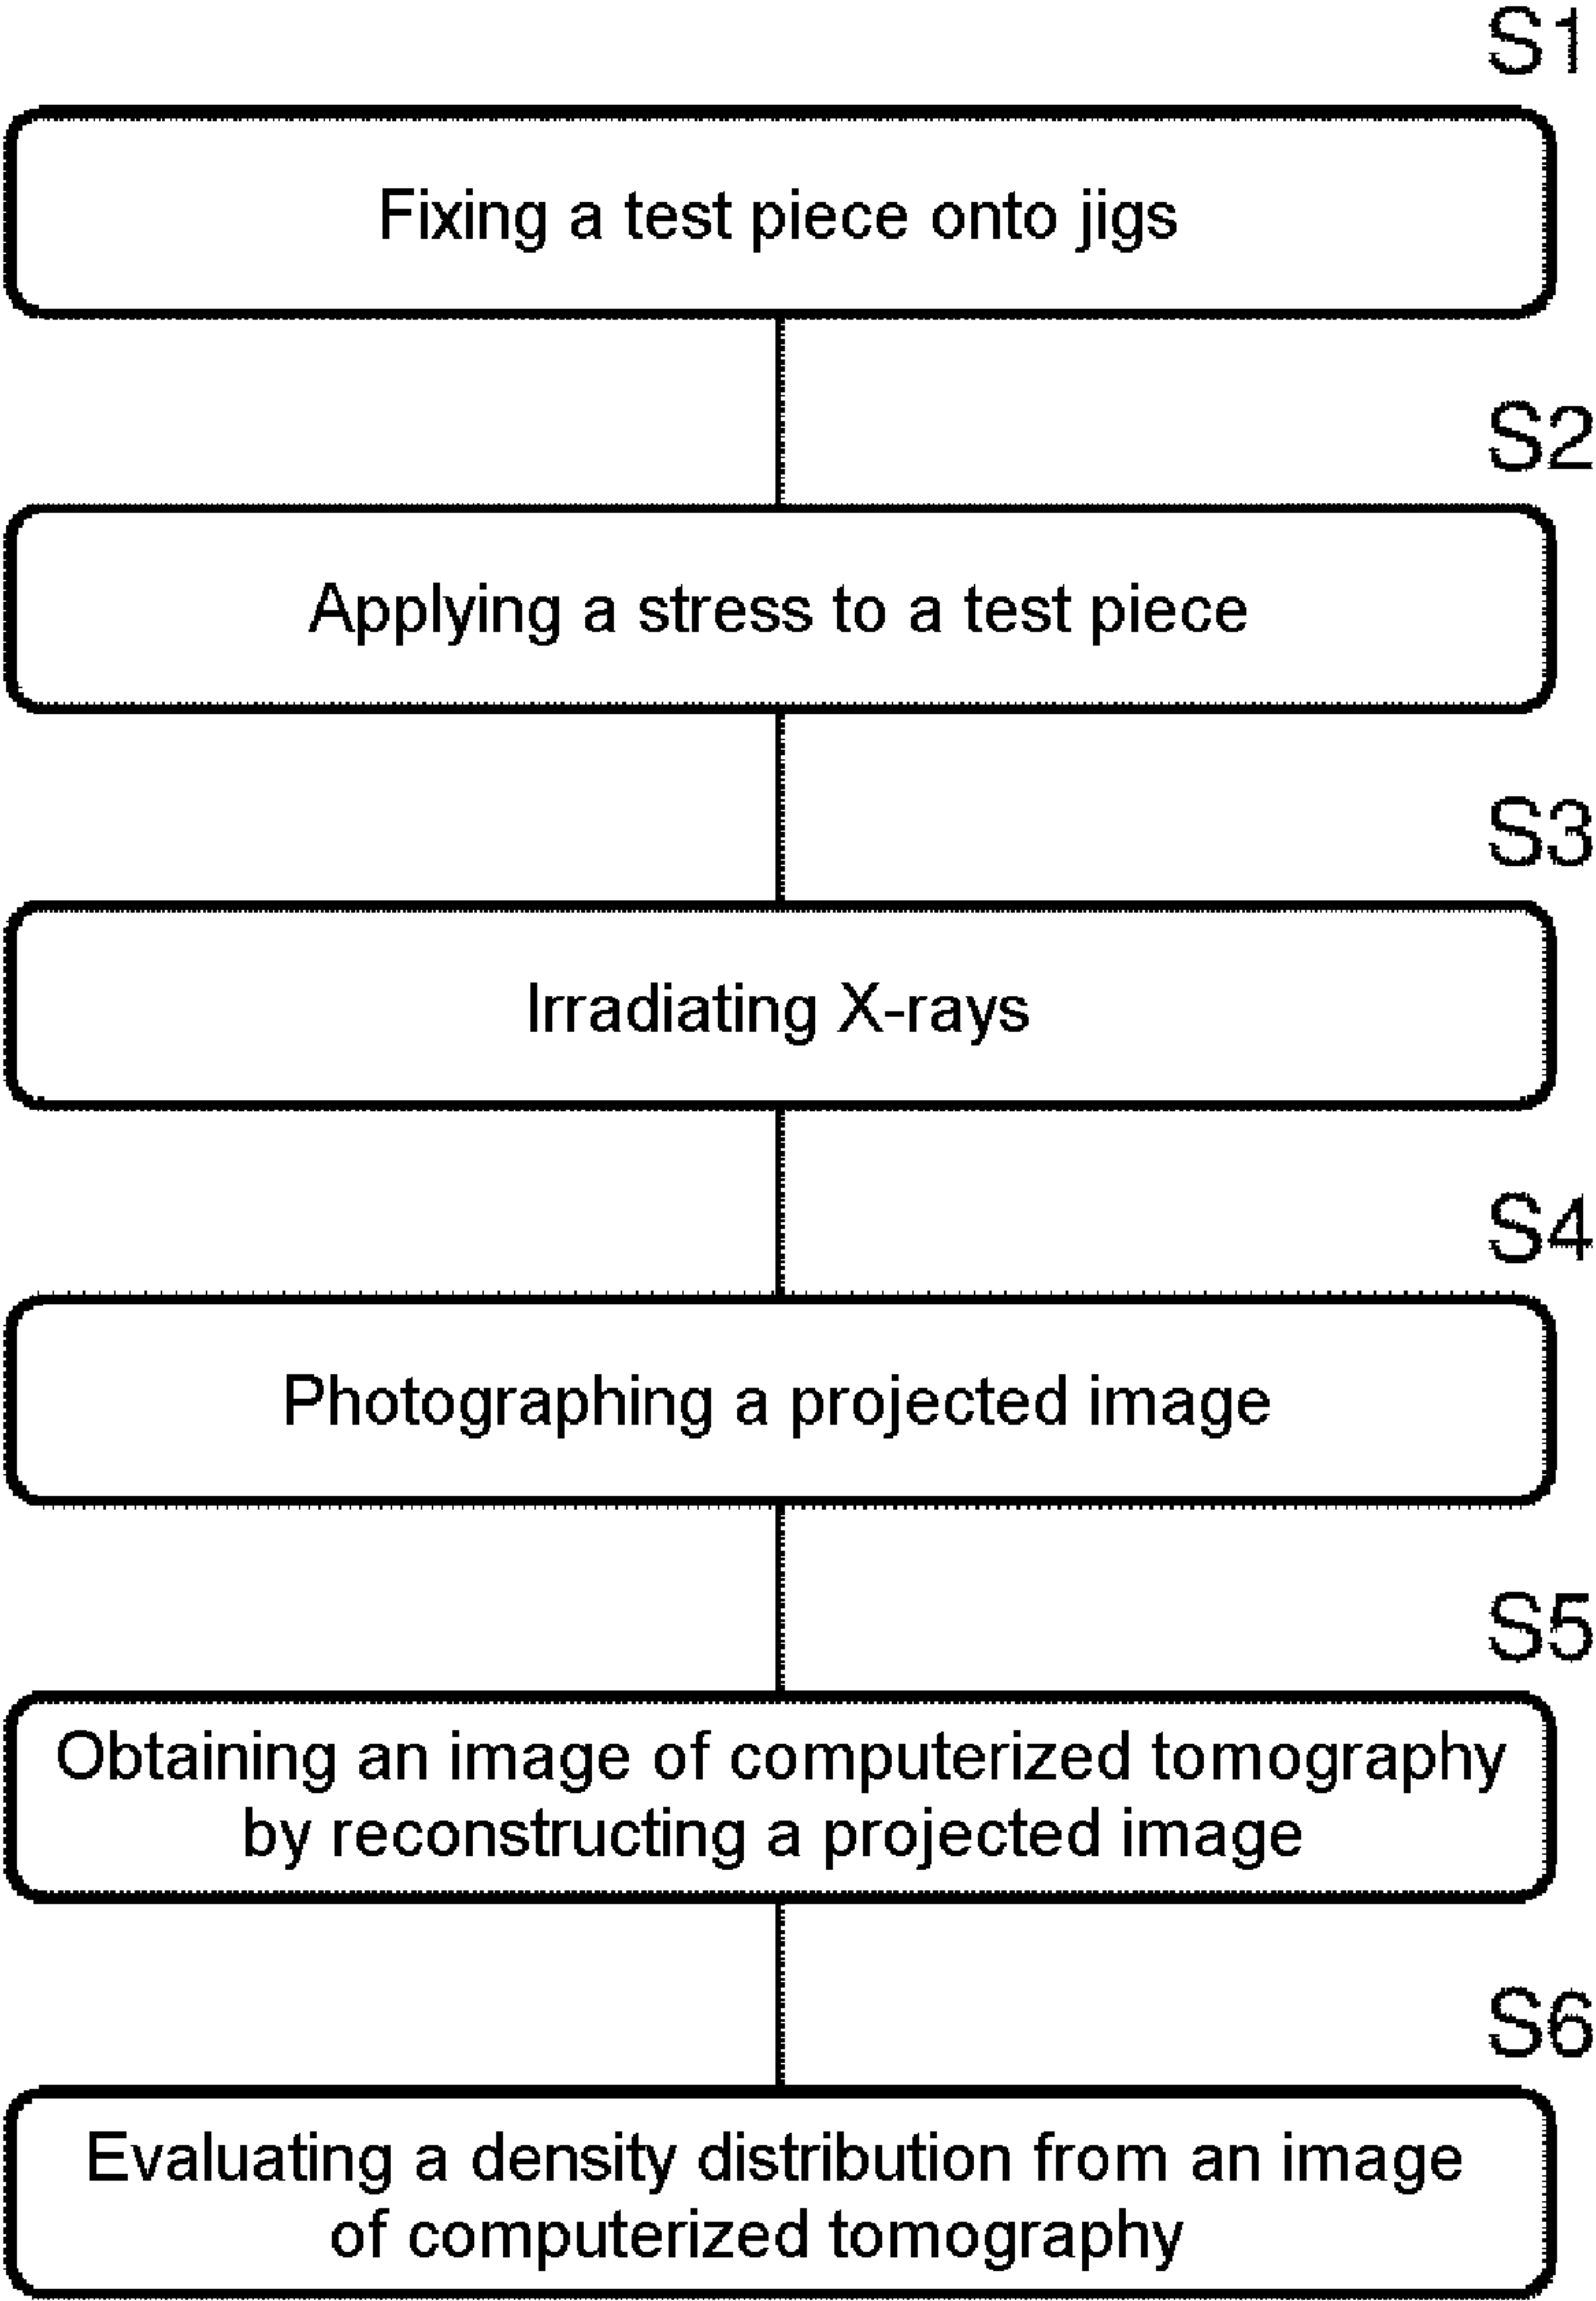 S1
Fixing a test piece onto jigs
S2
Applying a stress to a test piece
S3
Irradiating X-rays
S4
Photographing a projected image
S5
Obtaining an image of computerized tomography
by reconstructing a projected image
S6
Evaluating a density distribution from an image
of computerized tomography